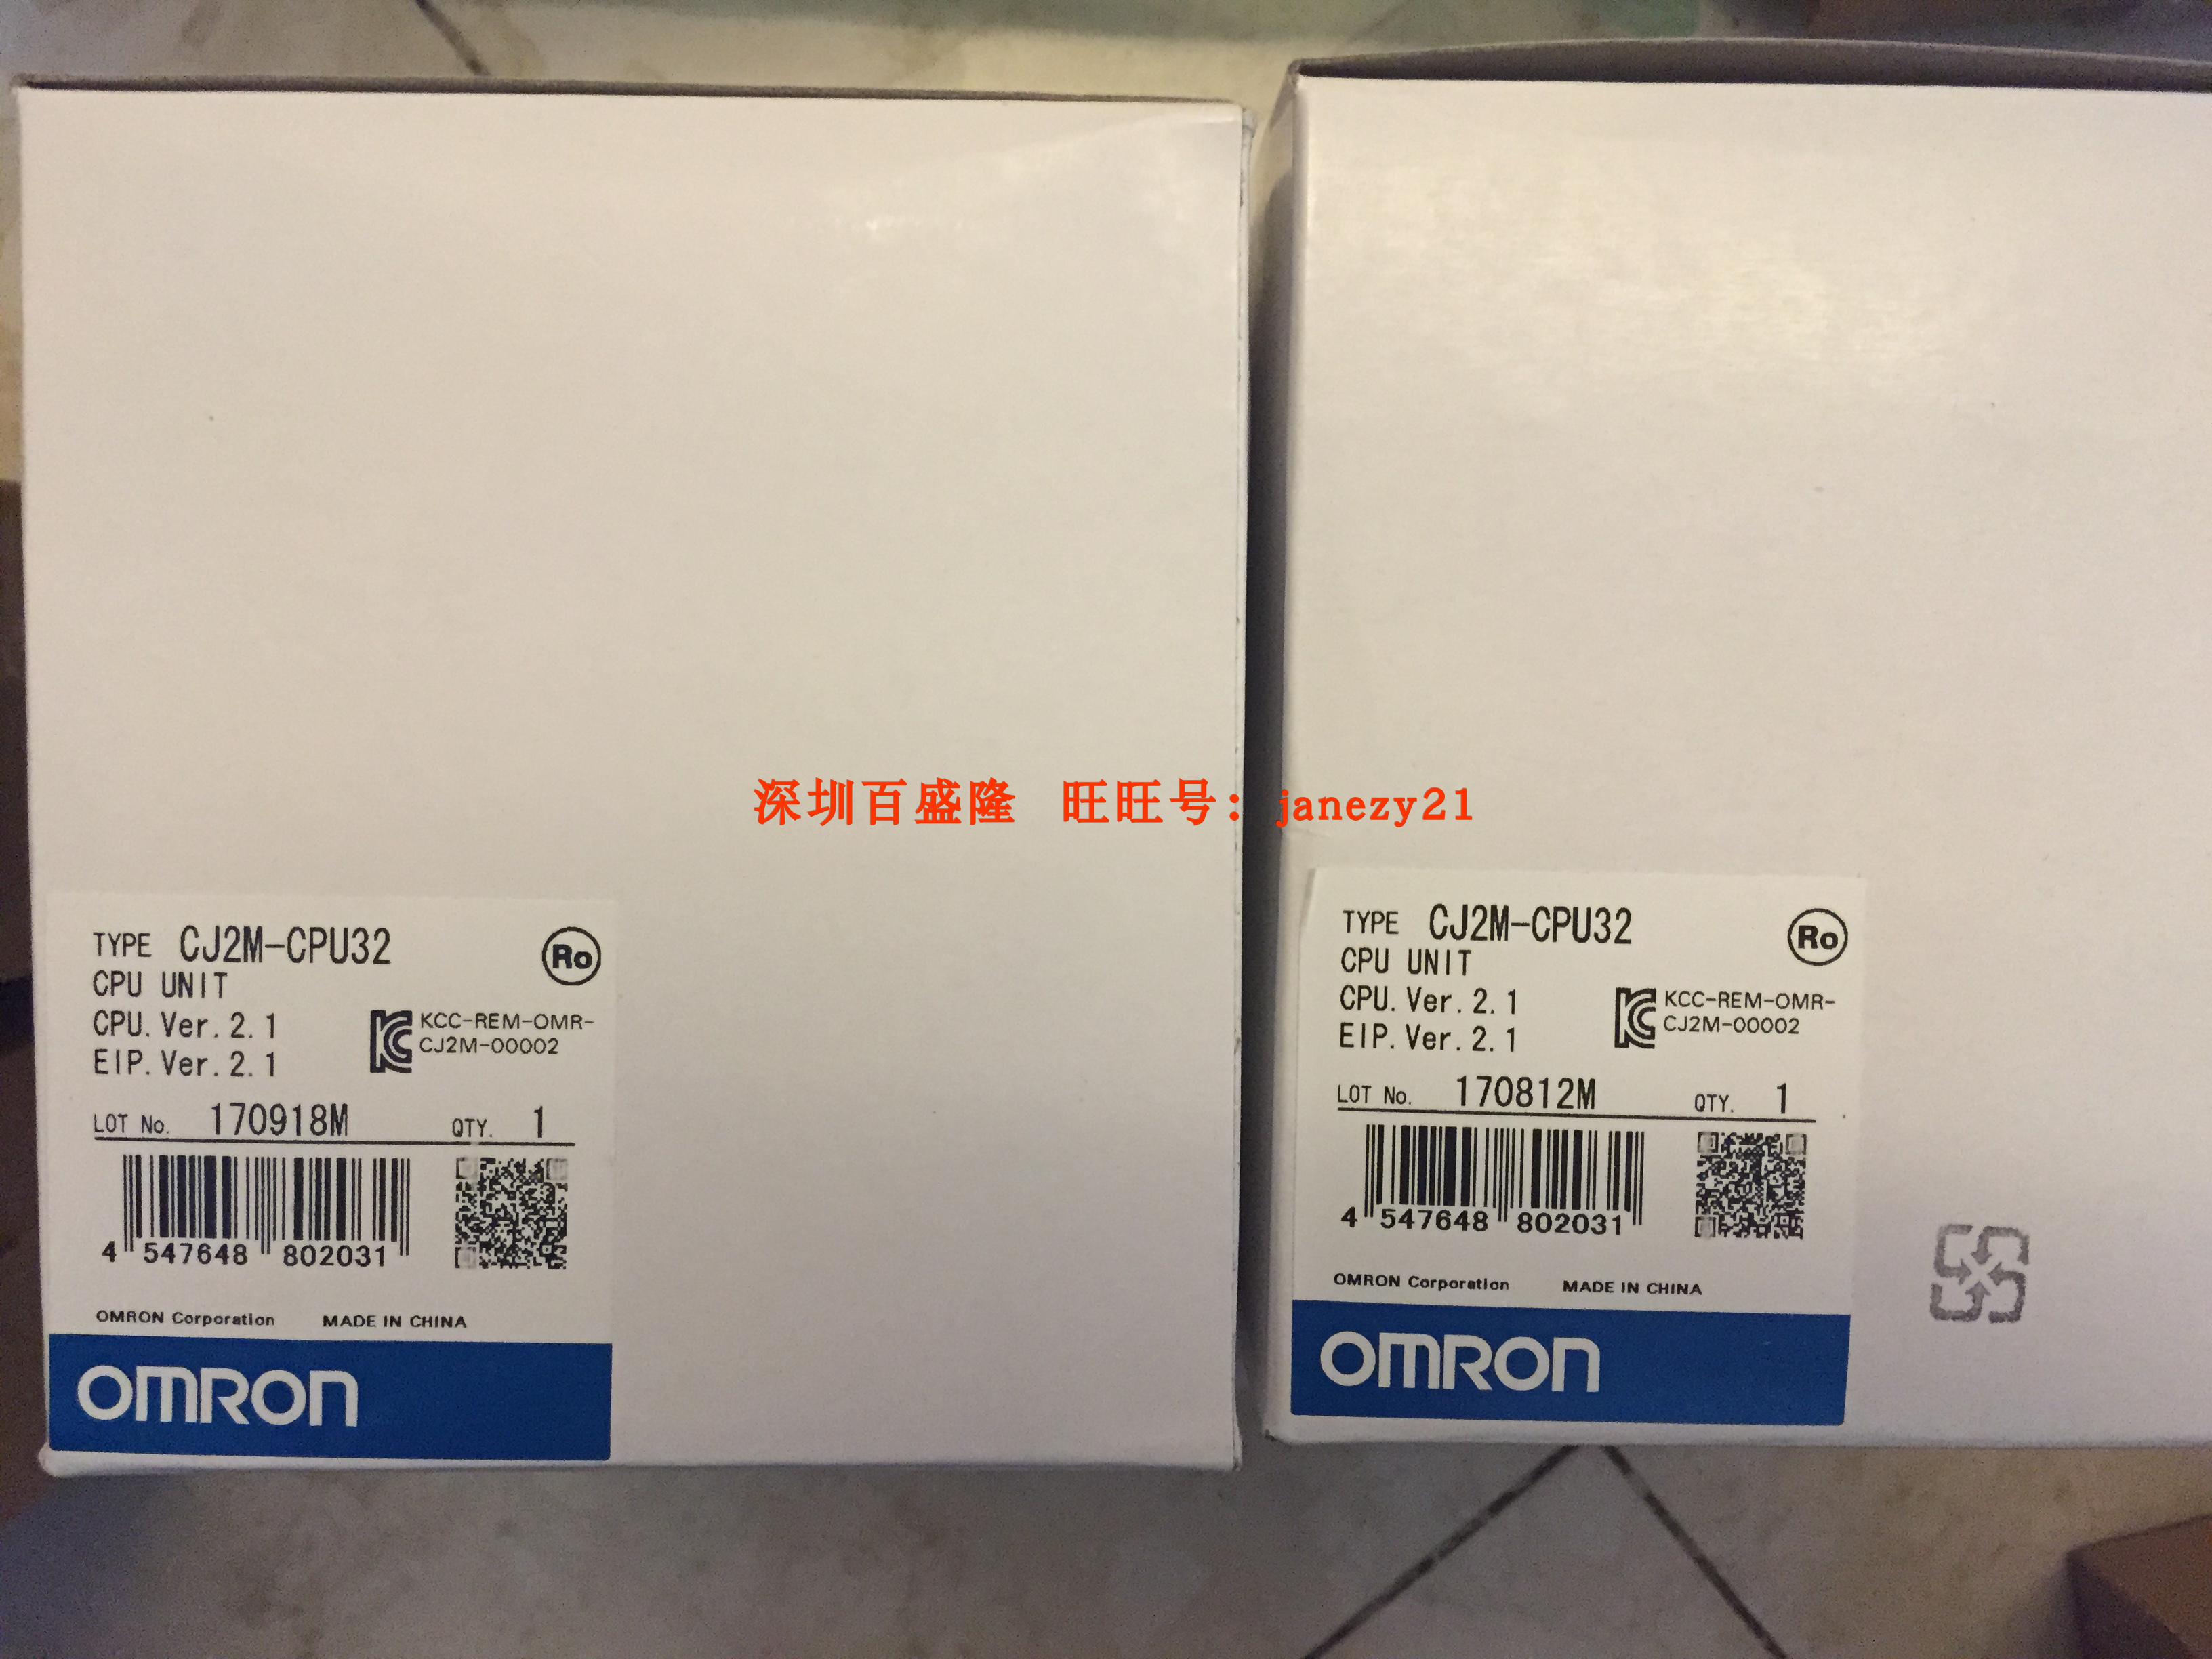 深圳百盛隆 旺旺号: janezy21
TYPE CJ2M-CPU32
Ro
CPU UNIT
CPU. Ver. 2. 1
EIP. Ver. 2. 1
KCC-REM-OMR-
CJ2M-00002
LOT No. 170918M QTY. 1
4 547648 802031
OMRON Corporation MADE IN CHINA
OMRON
TYPE CJ2M-CPU32
Ro
CPU UNIT
CPU. Ver. 2. 1
EIP. Ver. 2. 1
KCC-REM-OMR-
CJ2M-00002
LOT No. 170812M QTY. 1
4 547648 802031
OMRON Corporation MADE IN CHINA
OMRON